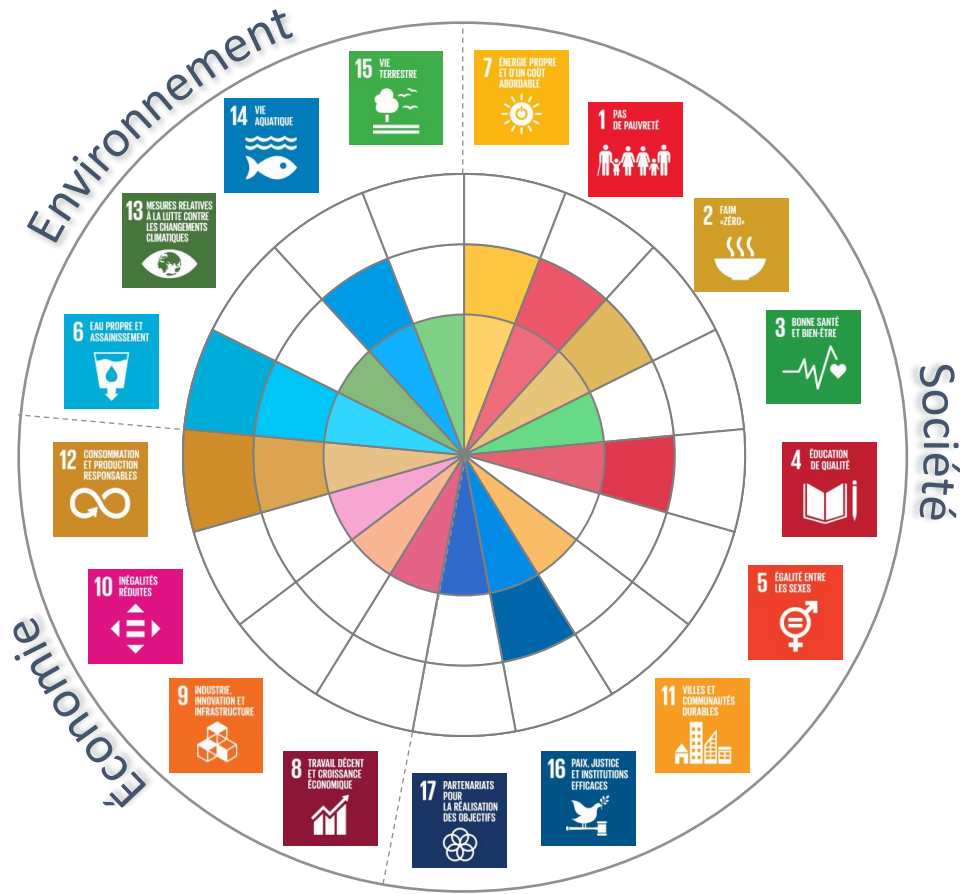 Environnement
15 VIE
TERRESTRE
7 ÉNERGIE PROPRE
ET D'UN COÛT
ABORDABLE
14 VIE
AQUATIQUE
1 PAS
DE PAUVRETÉ
13 MESURES RELATIVES
À LA LUTTE CONTRE
LES CHANGEMENTS
CLIMATIQUES
2 FAIM
«ZÉRO»
6 EAU PROPRE ET
ASSAINISSEMENT
3 BONNE SANTÉ
ET BIEN-ÊTRE
Société
12 CONSOMMATION
ET PRODUCTION
RESPONSABLES
4 ÉDUCATION
DE QUALITÉ
10 INÉGALITÉS
RÉDUITES
5 ÉGALITÉ ENTRE
LES SEXES
Économie
9 INDUSTRIE,
INNOVATION ET
INFRASTRUCTURE
11 VILLES ET
COMMUNAUTÉS
DURABLES
8 TRAVAIL DÉCENT
ET CROISSANCE
ÉCONOMIQUE
17 PARTENARIATS
POUR
LA RÉALISATION
DES OBJECTIFS
16 PAIX, JUSTICE
ET INSTITUTIONS
EFFICACES